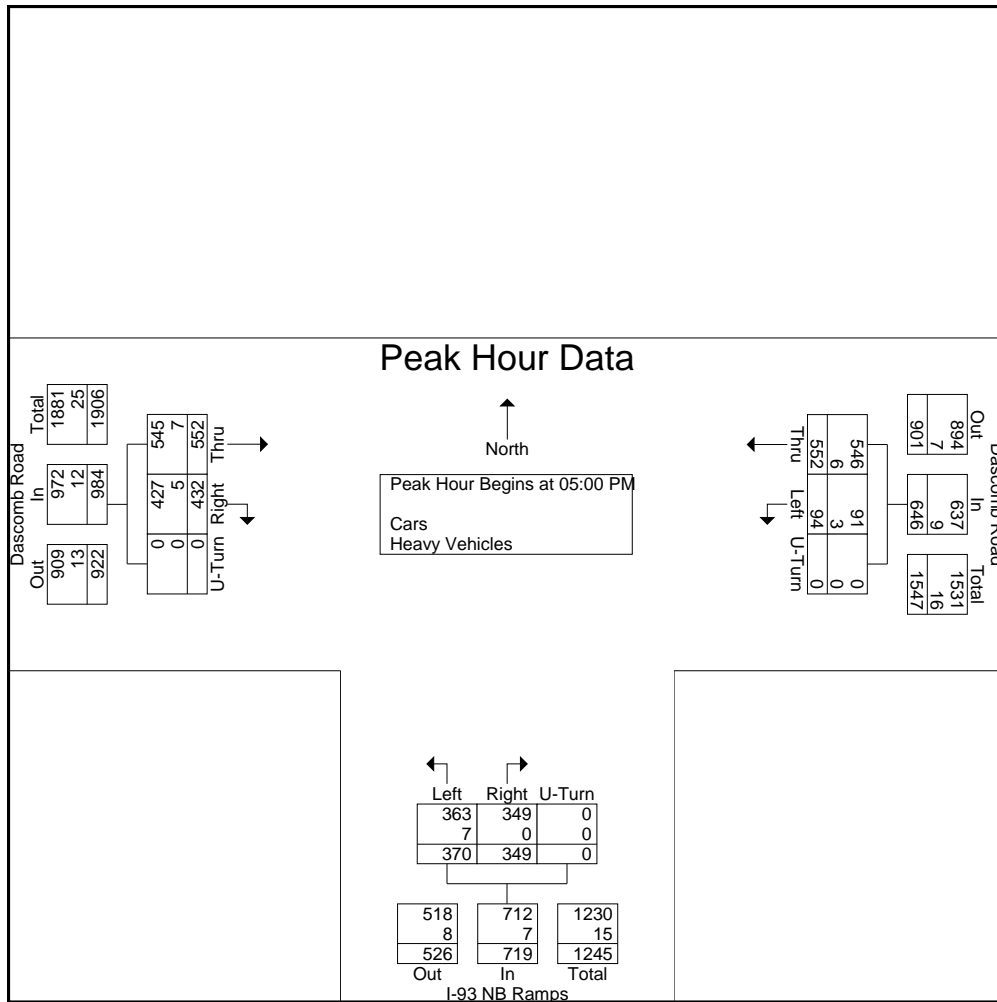 Peak Hour Data
North
Peak Hour Begins at 05:00 PM
Cars
Heavy Vehicles
Dascomb Road
Out In Total
909 972 1881
13 12 25
922 984 1906
Thru
545
7
552
Right
427
5
432
U-Turn
0
0
0
Dascomb Road
Out In Total
894 637 1531
7 9 16
901 646 1547
Thru
546
6
552
Left
91
3
94
U-Turn
0
0
0
Left Right U-Turn
363 349 0
7 0 0
370 349 0
518 712 1230
8 7 15
526 719 1245
Out In Total
I-93 NB Ramps